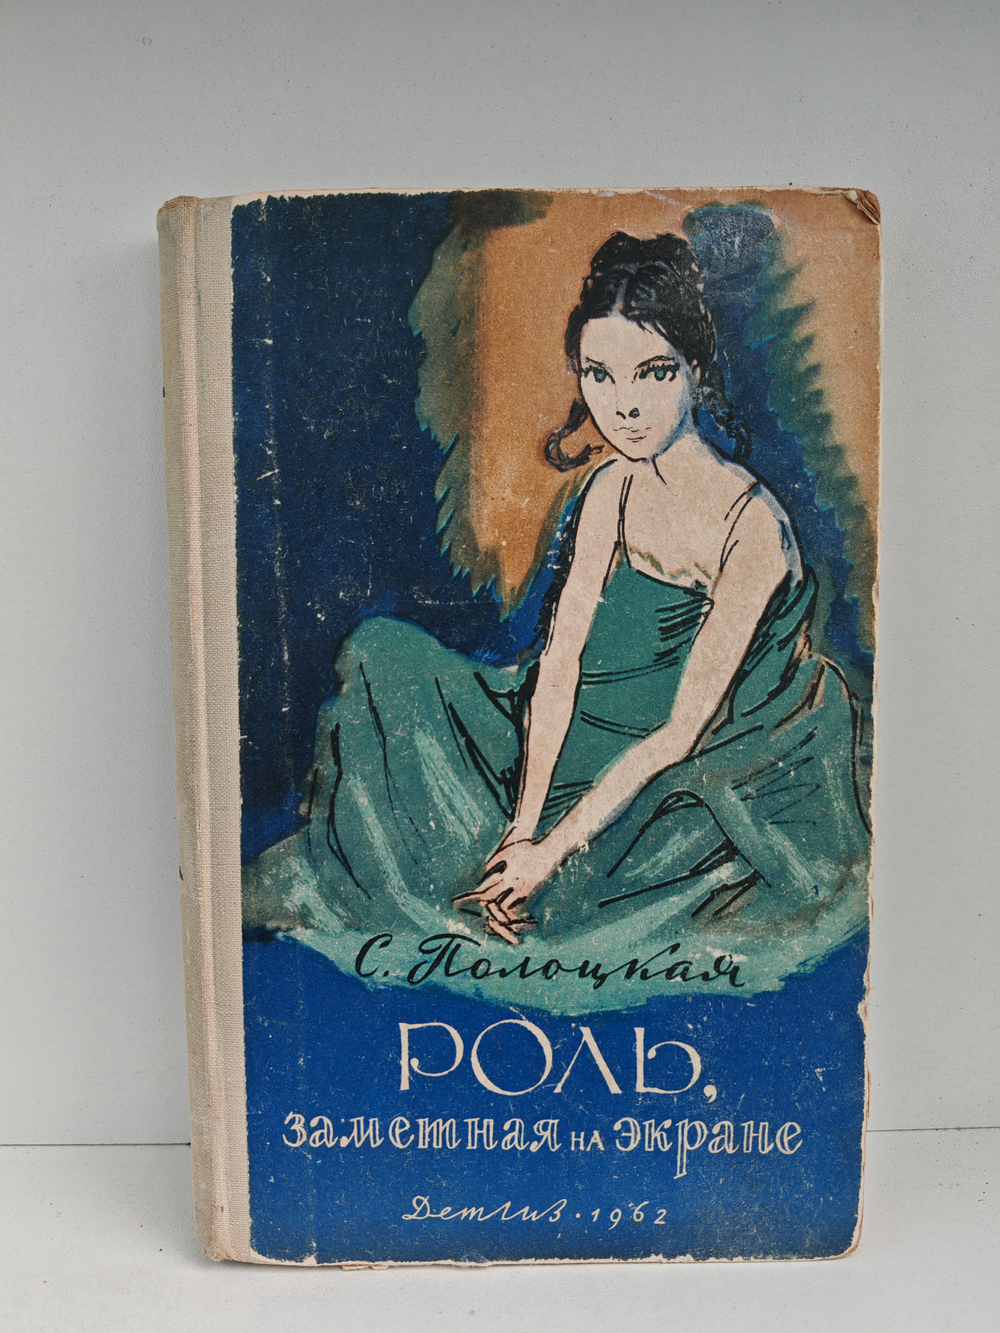 С. Полоцкая
РОЛЬ,
заметная на экране
Детгиз • 1962